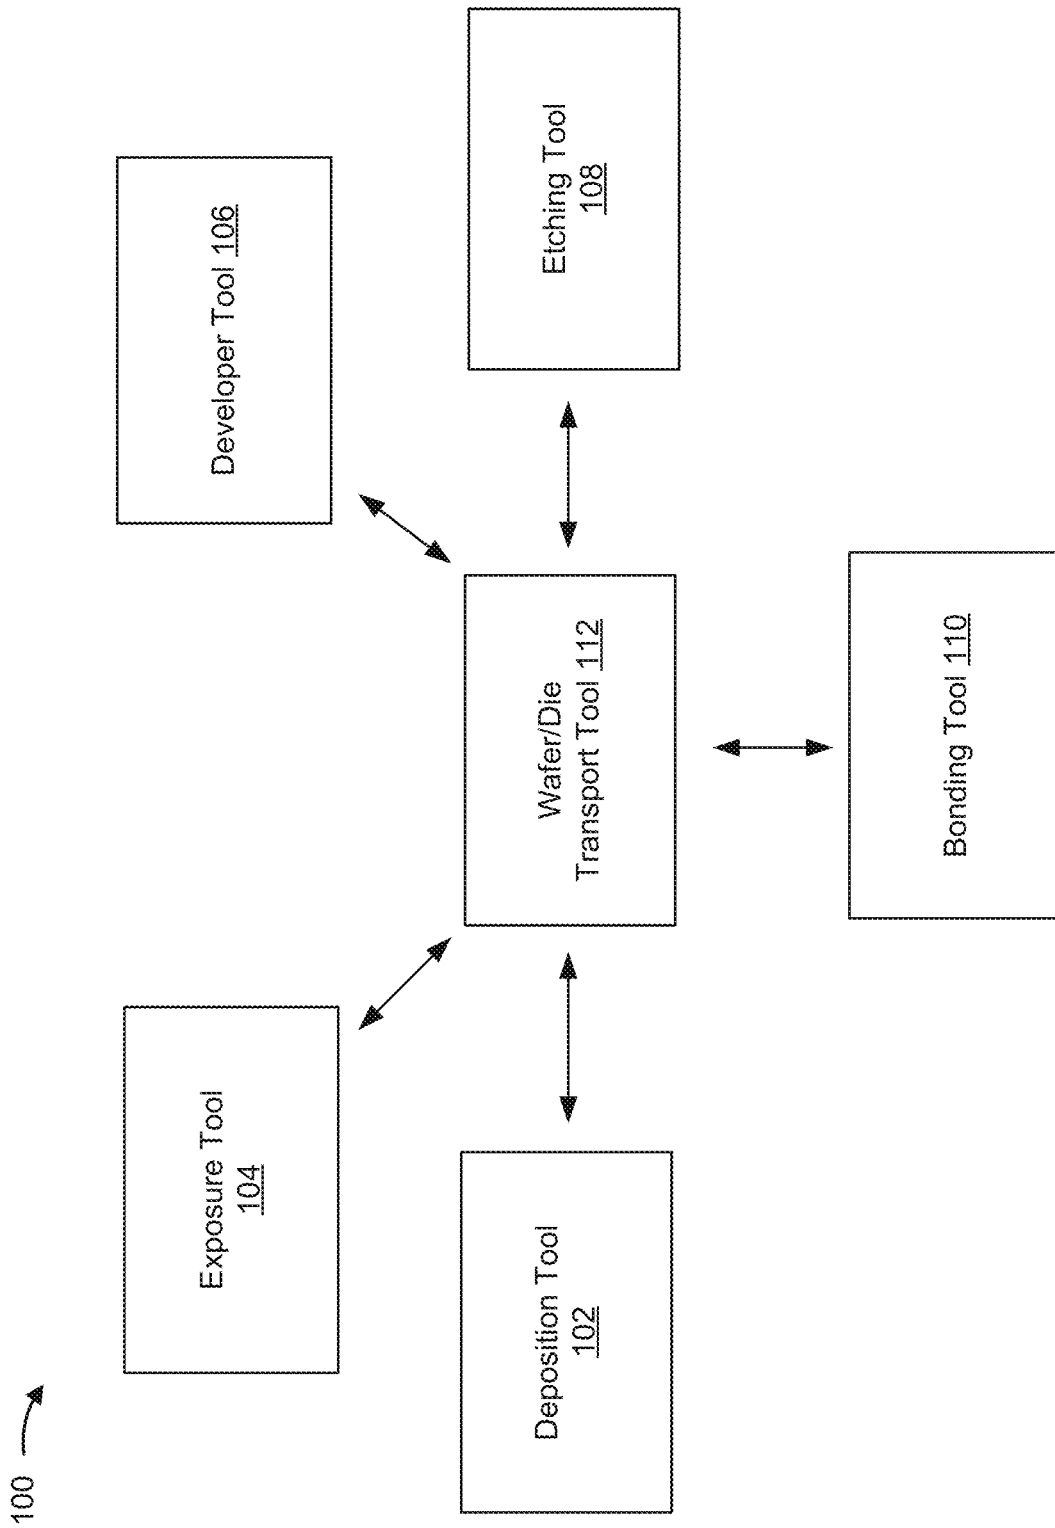 100
Exposure Tool
104
Developer Tool 106
Deposition Tool
102
Wafer/Die
Transport Tool 112
Etching Tool
108
Bonding Tool 110